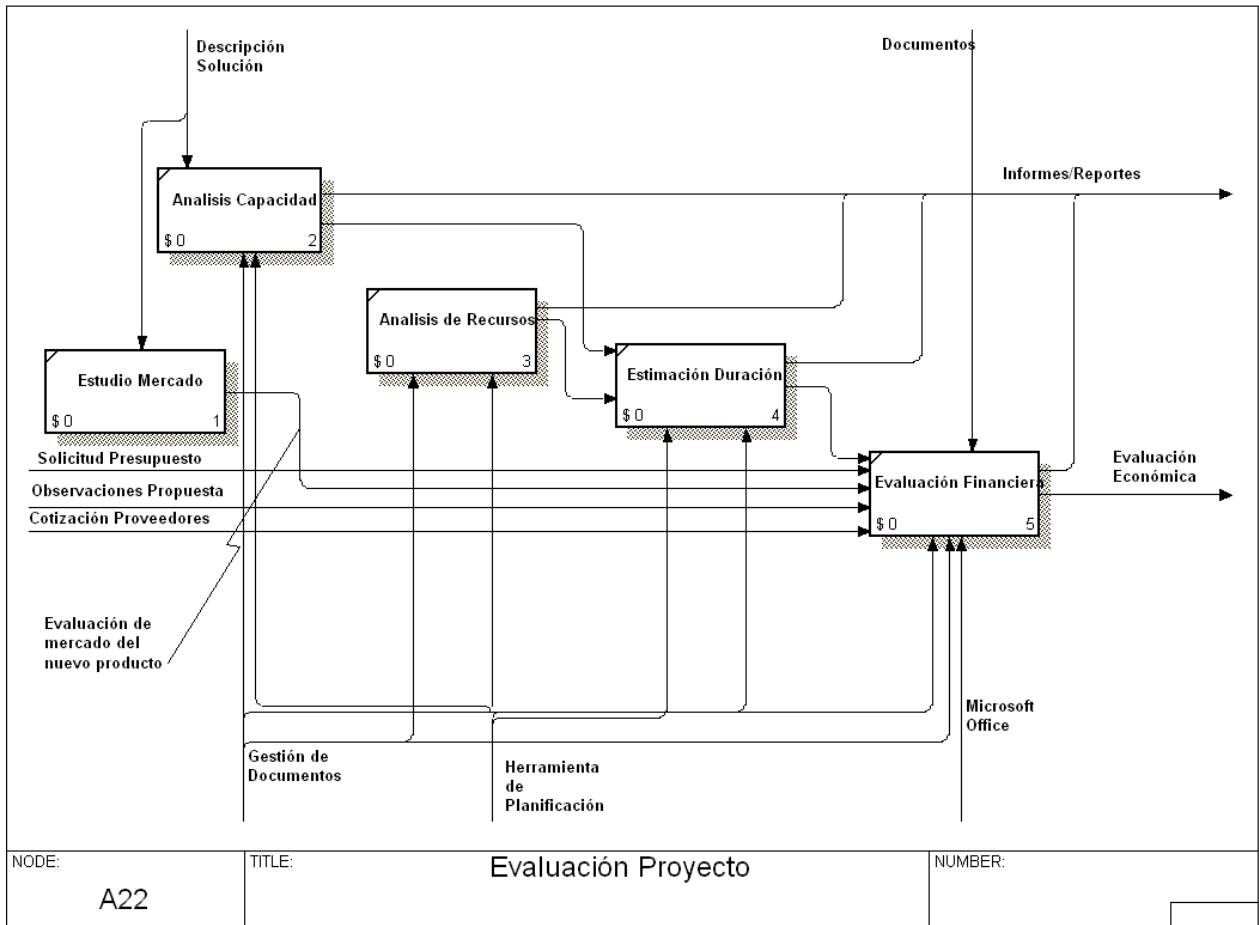 Descripción
Solución
Documentos
Informes/Reportes
Analisis Capacidad
$ 0 2
Analisis de Recursos
$ 0 3
Estimación Duración
$ 0 4
Estudio Mercado
$ 0 1
Solicitud Presupuesto
Observaciones Propuesta
Cotización Proveedores
Evaluación Financiera
$ 0 5
Evaluación
Económica
Evaluación de
mercado del
nuevo producto
Gestión de
Documentos
Herramienta
de
Planificación
Microsoft
Office
NODE:
A22
TITLE:
Evaluación Proyecto
NUMBER: